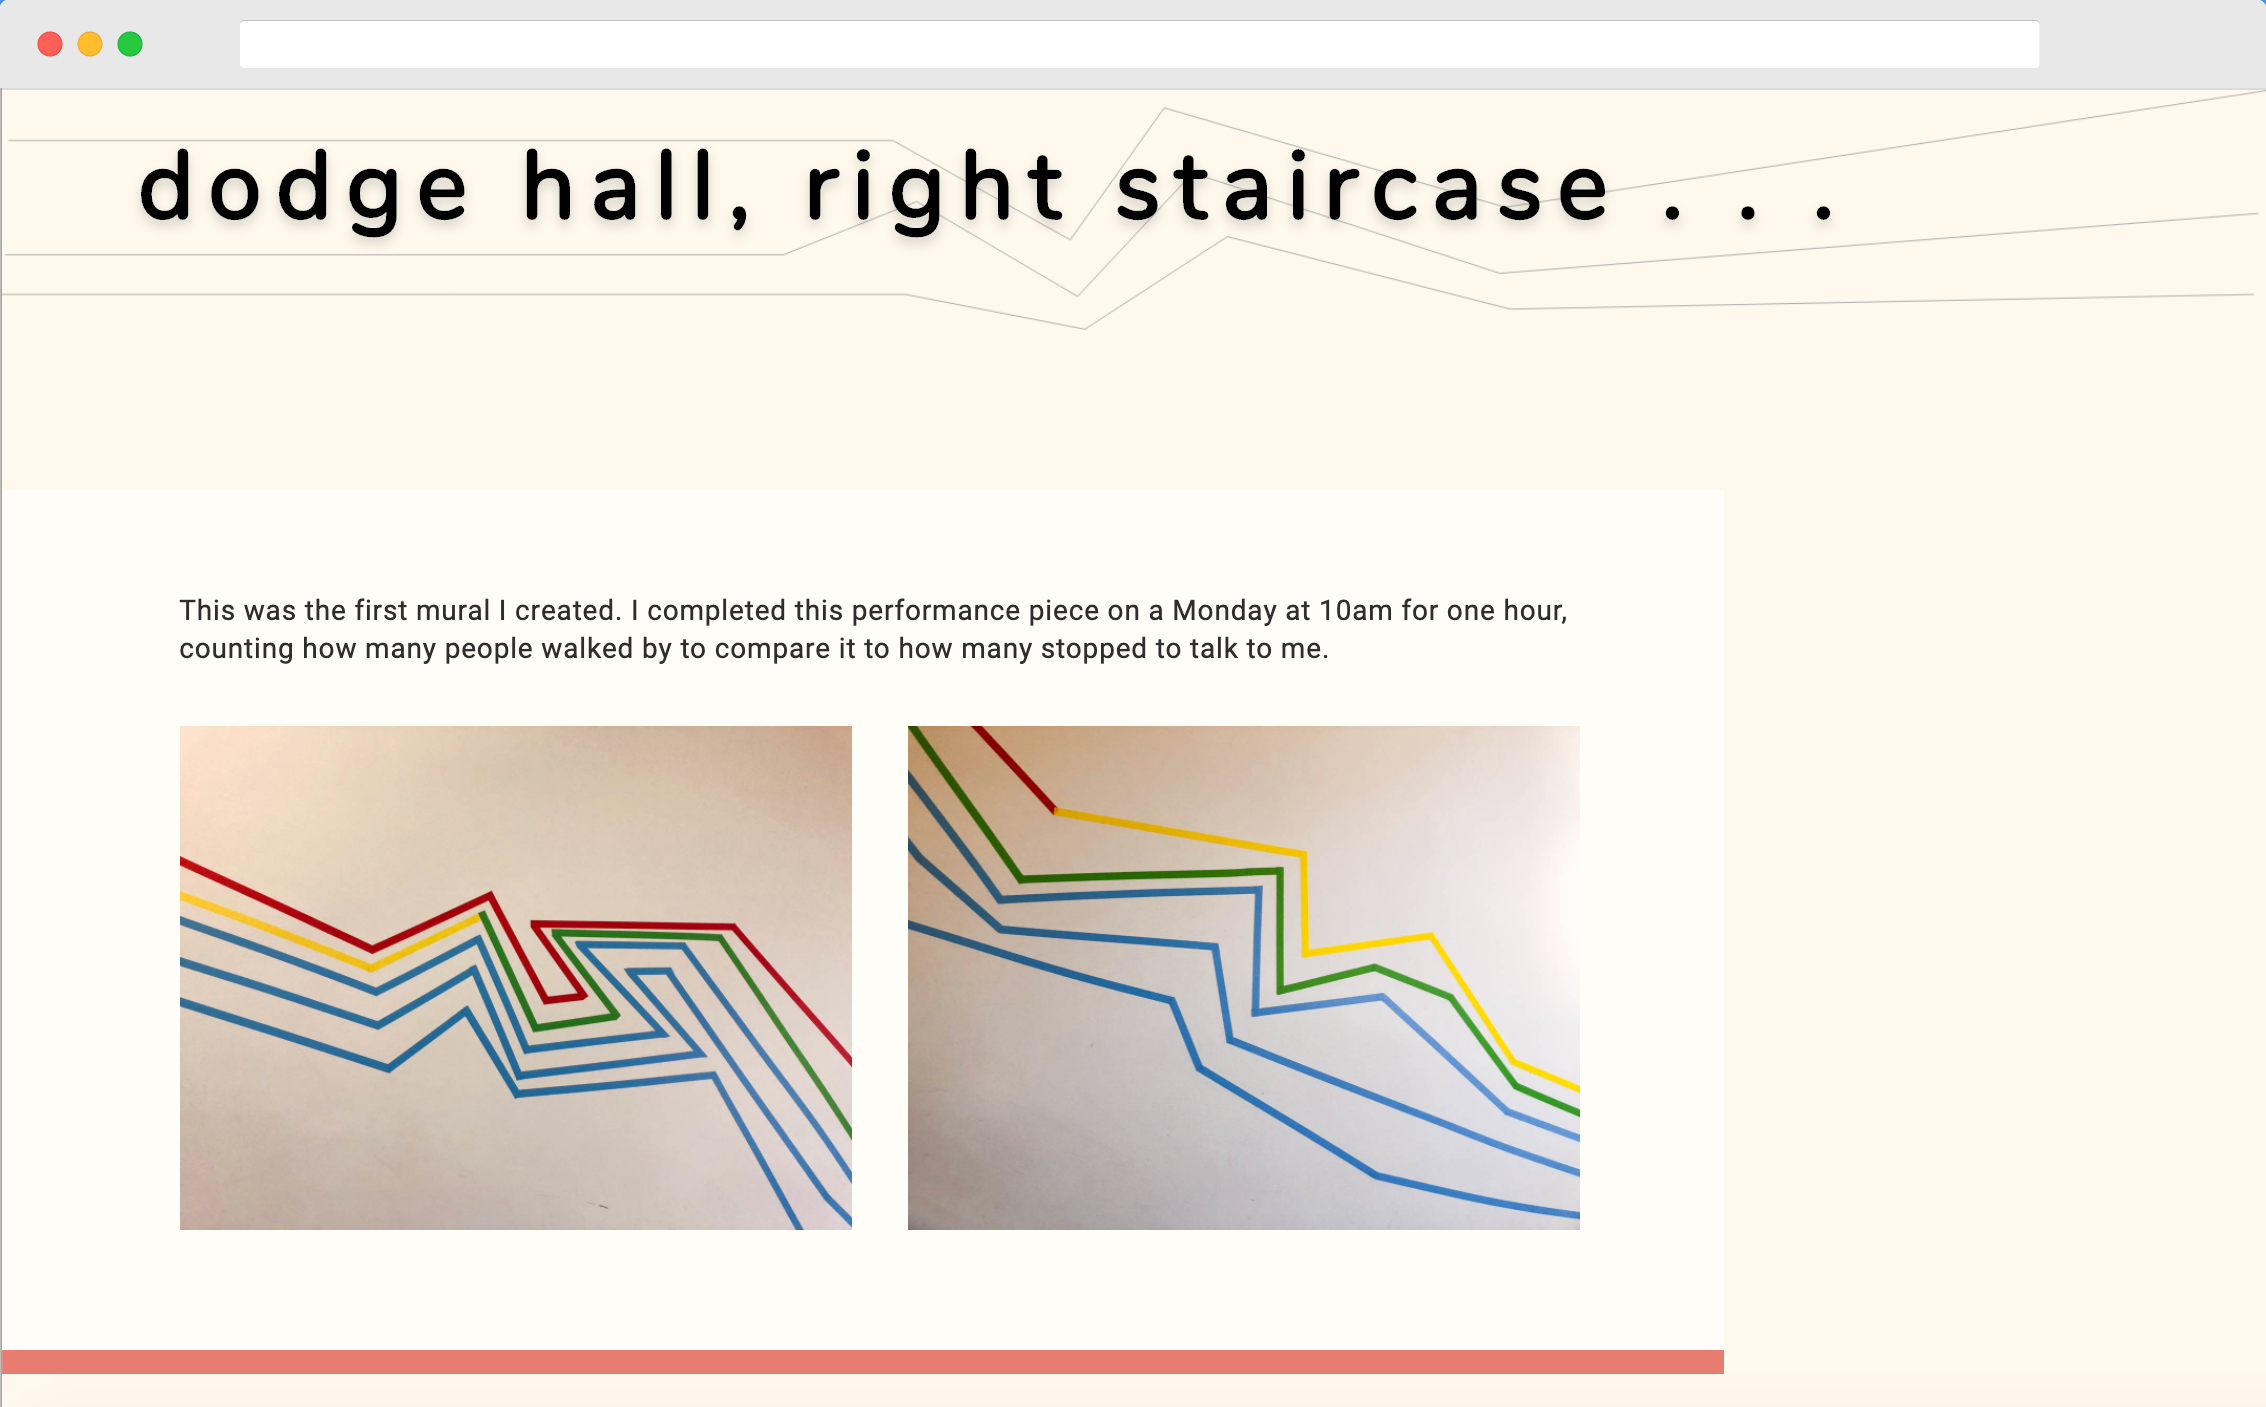 dodge hall, right staircase . . .
This was the first mural I created. I completed this performance piece on a Monday at 10am for one hour,
counting how many people walked by to compare it to how many stopped to talk to me.